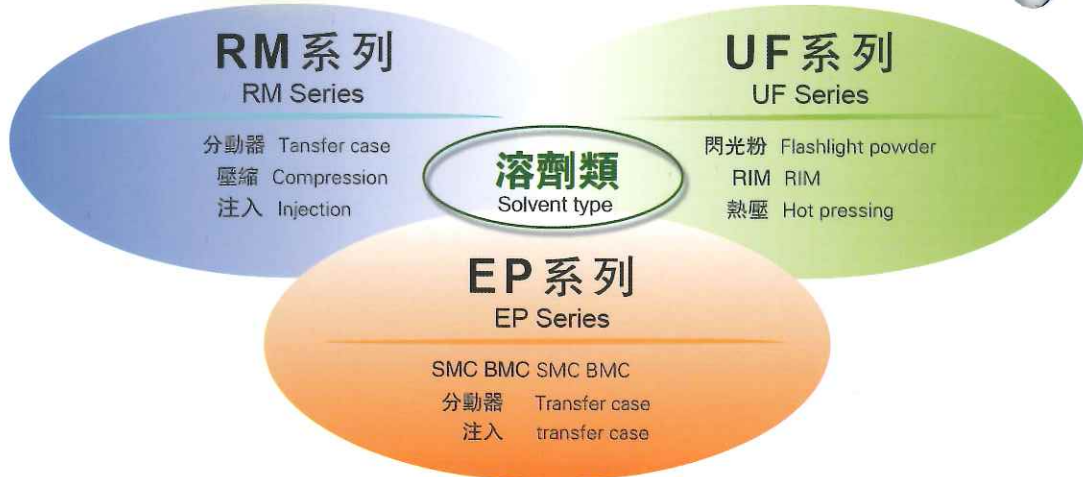 RM系列
RM Series
分動器 Tansfer case
壓縮 Compression
注入 Injection
UF系列
UF Series
閃光粉 Flashlight powder
RIM RIM
熱壓 Hot pressing
溶劑類
Solvent type
EP系列
EP Series
SMC BMC SMC BMC
分動器 Transfer case
注入 transfer case